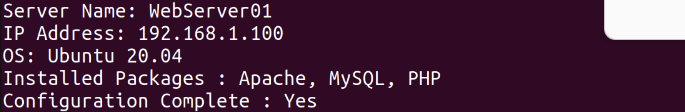 Server Name: WebServer01
IP Address: 192.168.1.100
OS: Ubuntu 20.04
Installed Packages : Apache, MySQL, PHP
Configuration Complete : Yes